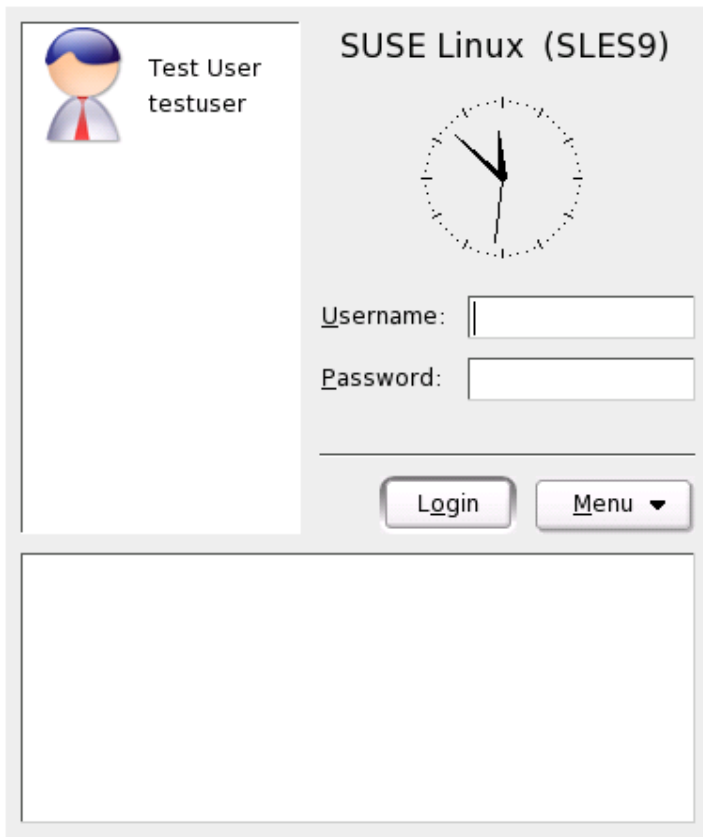 Test User
testuser
SUSE Linux (SLES9)
Username:
Password:
Login
Menu